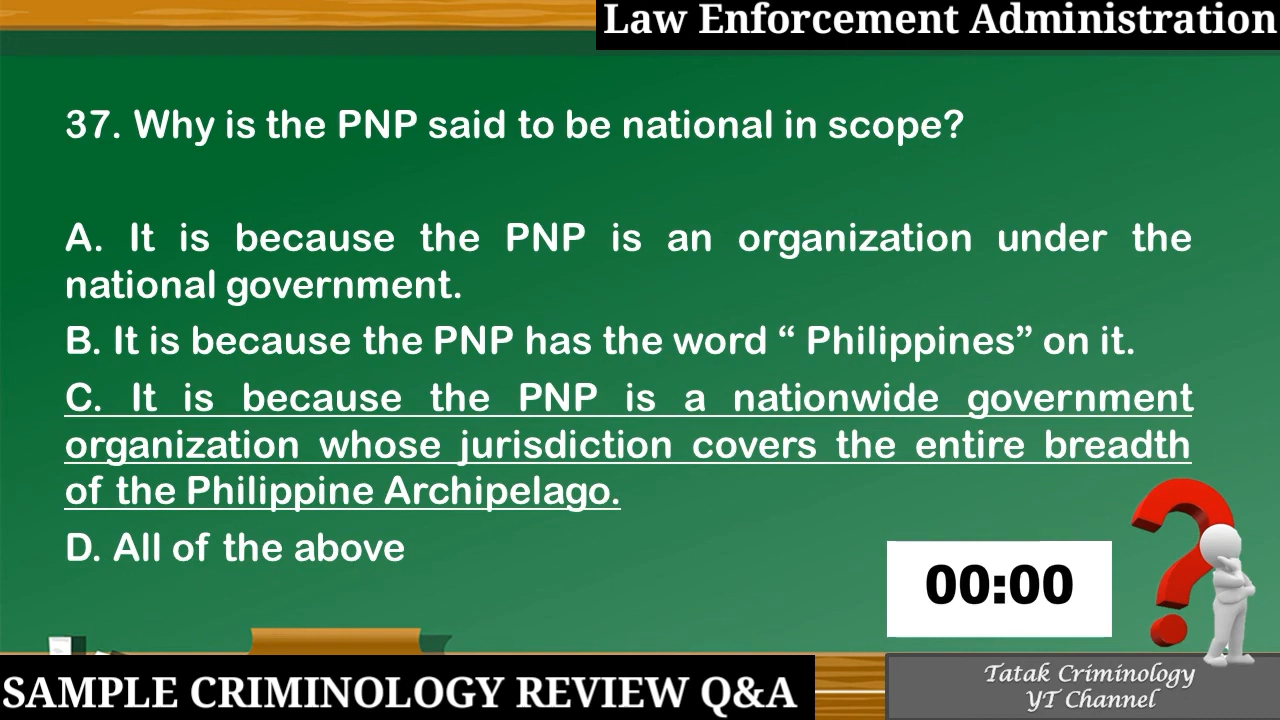 Law Enforcement Administration
37. Why is the PNP said to be national in scope?
A. It is because the PNP is an organization under the
national government.
B. It is because the PNP has the word “ Philippines” on it.
C. It is because the PNP is a nationwide government
organization whose jurisdiction covers the entire breadth
of the Philippine Archipelago.
D. All of the above
00:00
SAMPLE CRIMINOLOGY REVIEW Q&A
Tatak Criminology
YT Channel